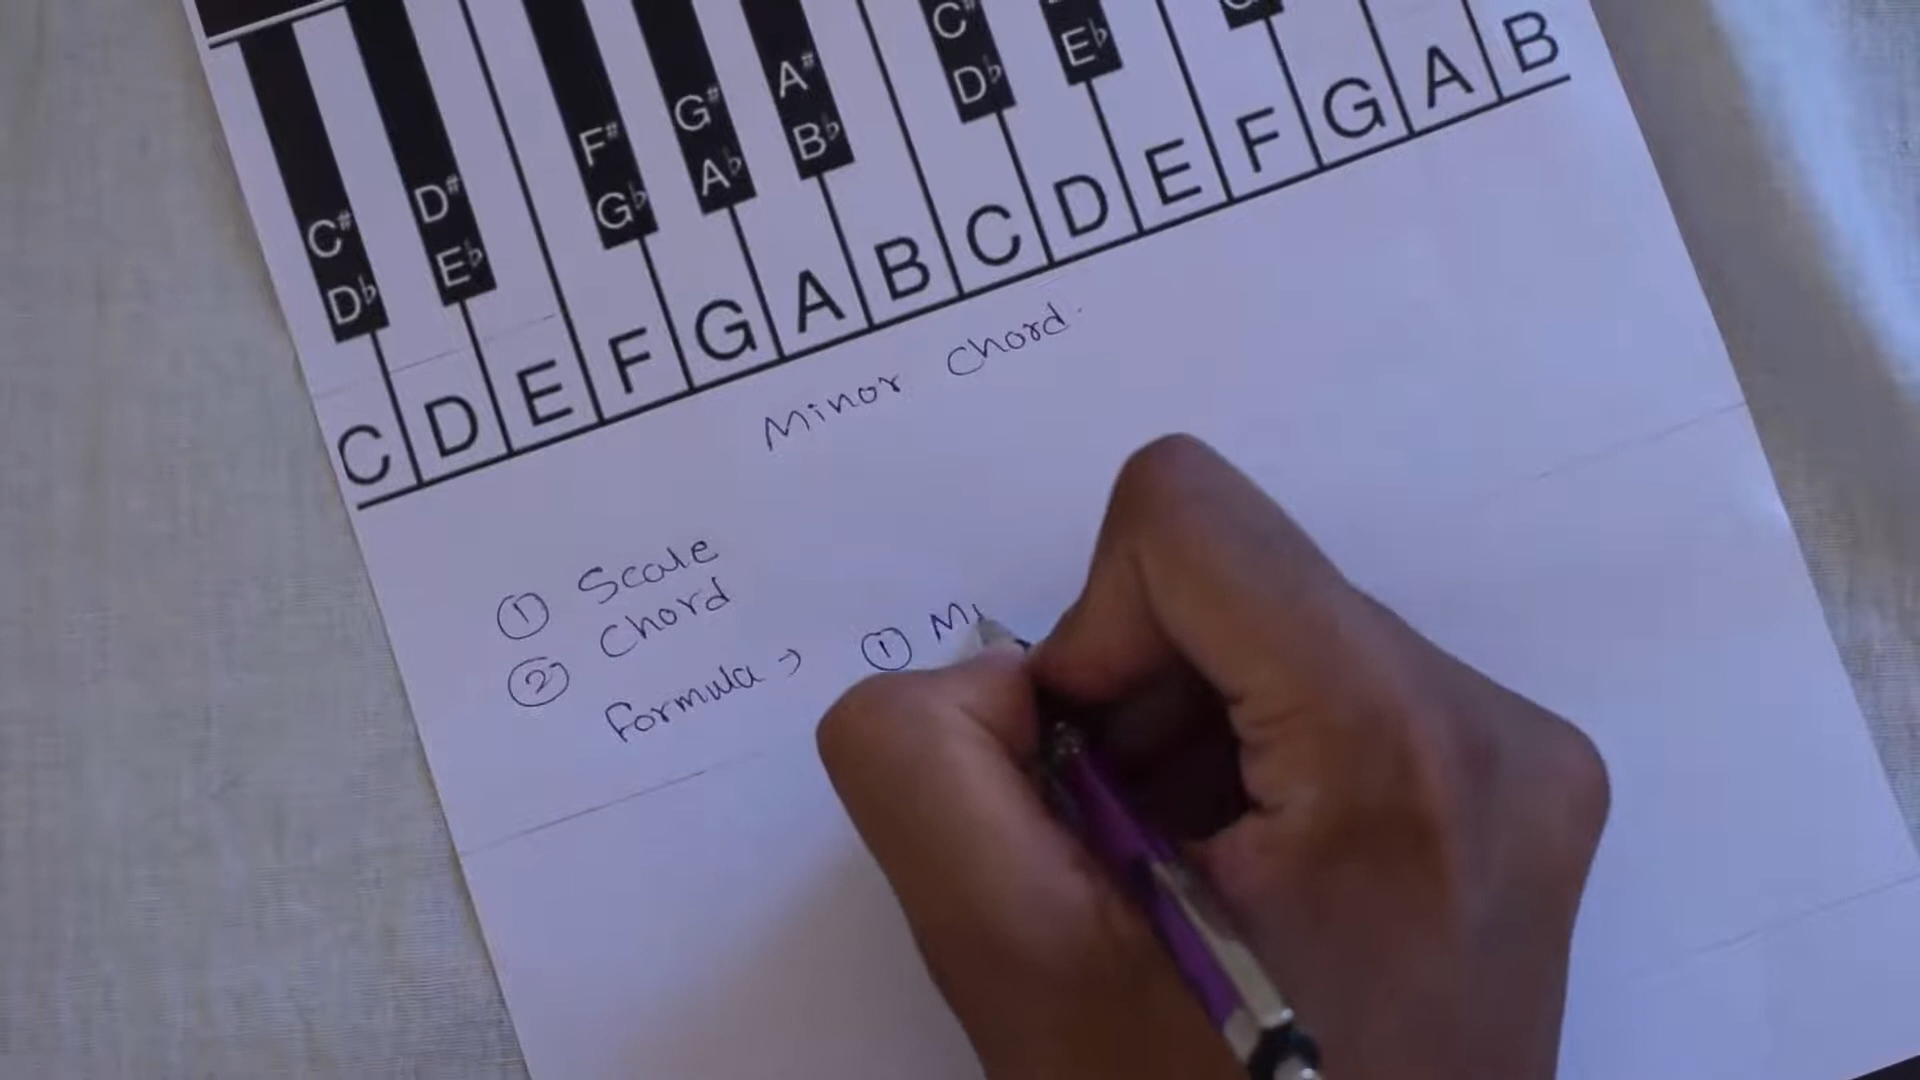 C# D# F# G# A# C#
D♭ E♭ G♭ A♭ B♭ D♭ E♭
C D E F G A B C D E F G A B
Minor Chord.
① Scale
② Chord
Formula → ①